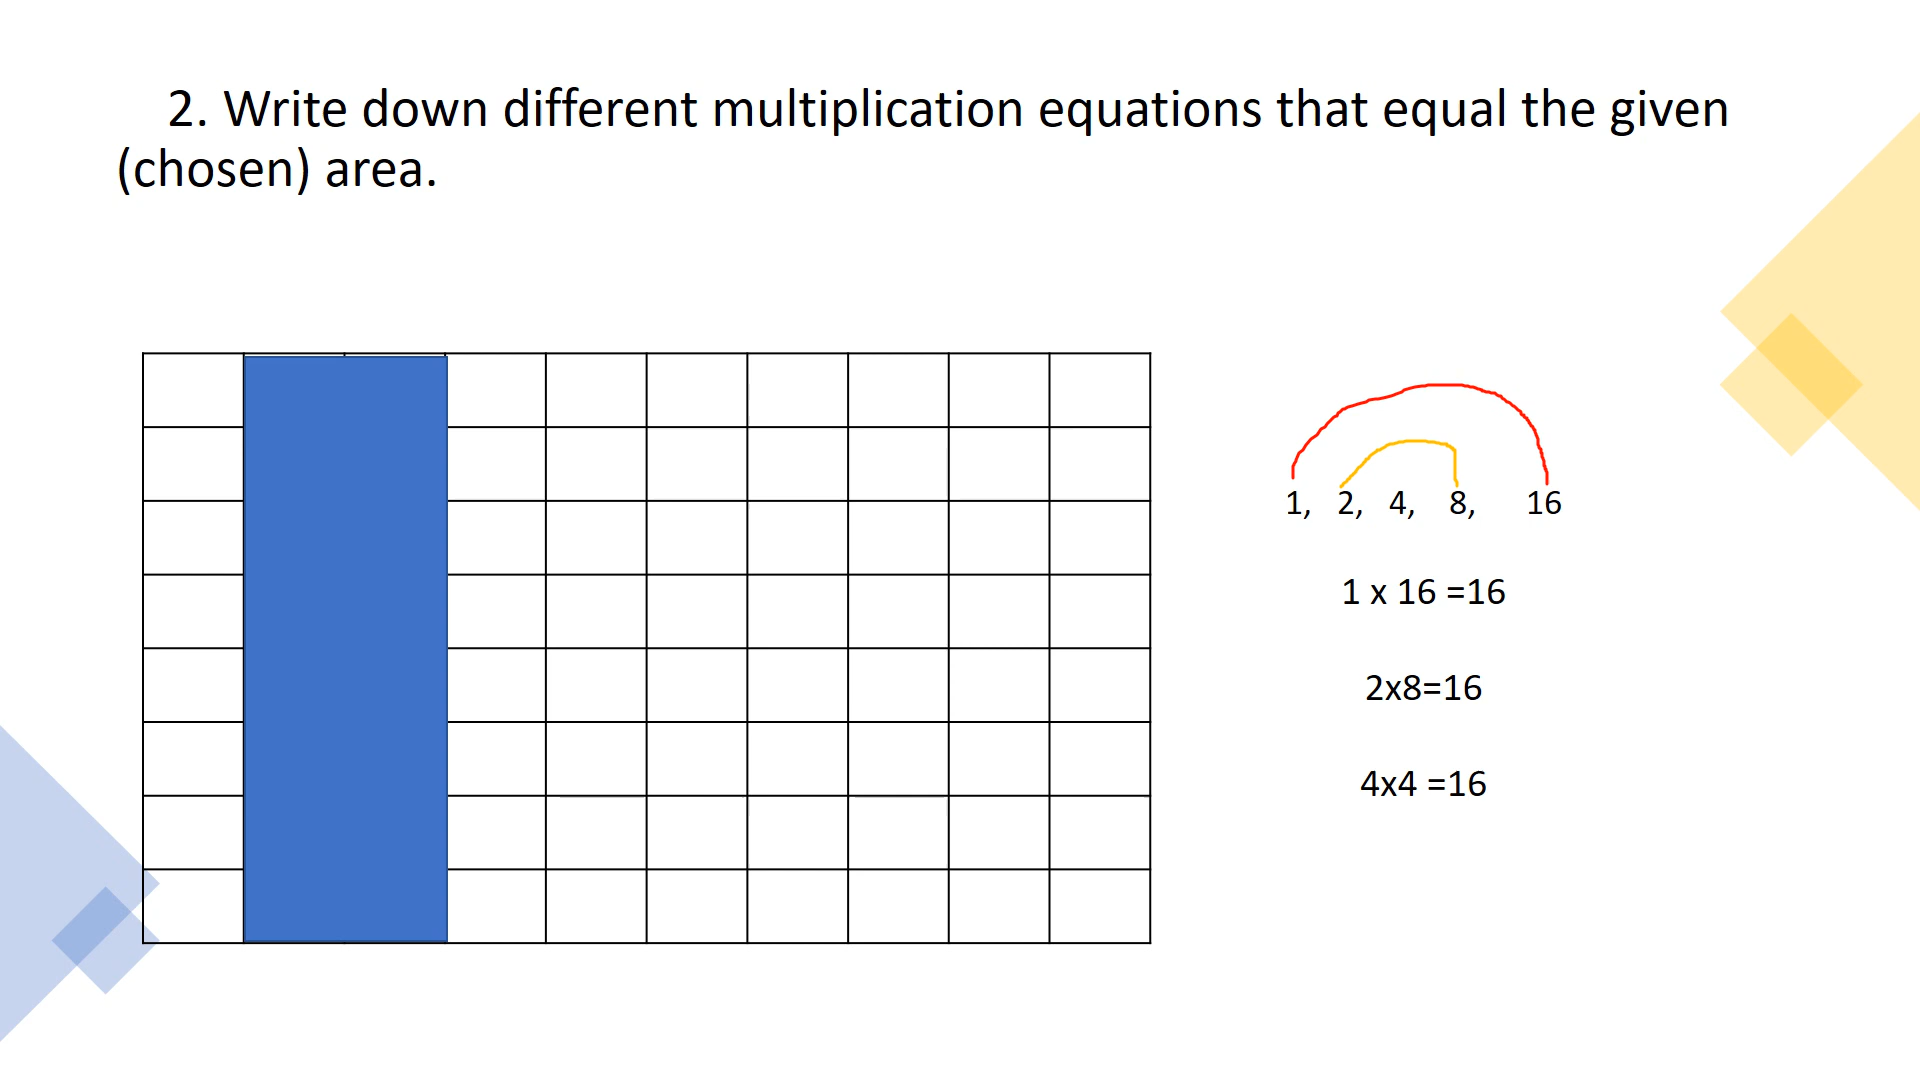 2. Write down different multiplication equations that equal the given
(chosen) area.
1, 2, 4, 8, 16
1 x 16 =16
2x8=16
4x4 =16